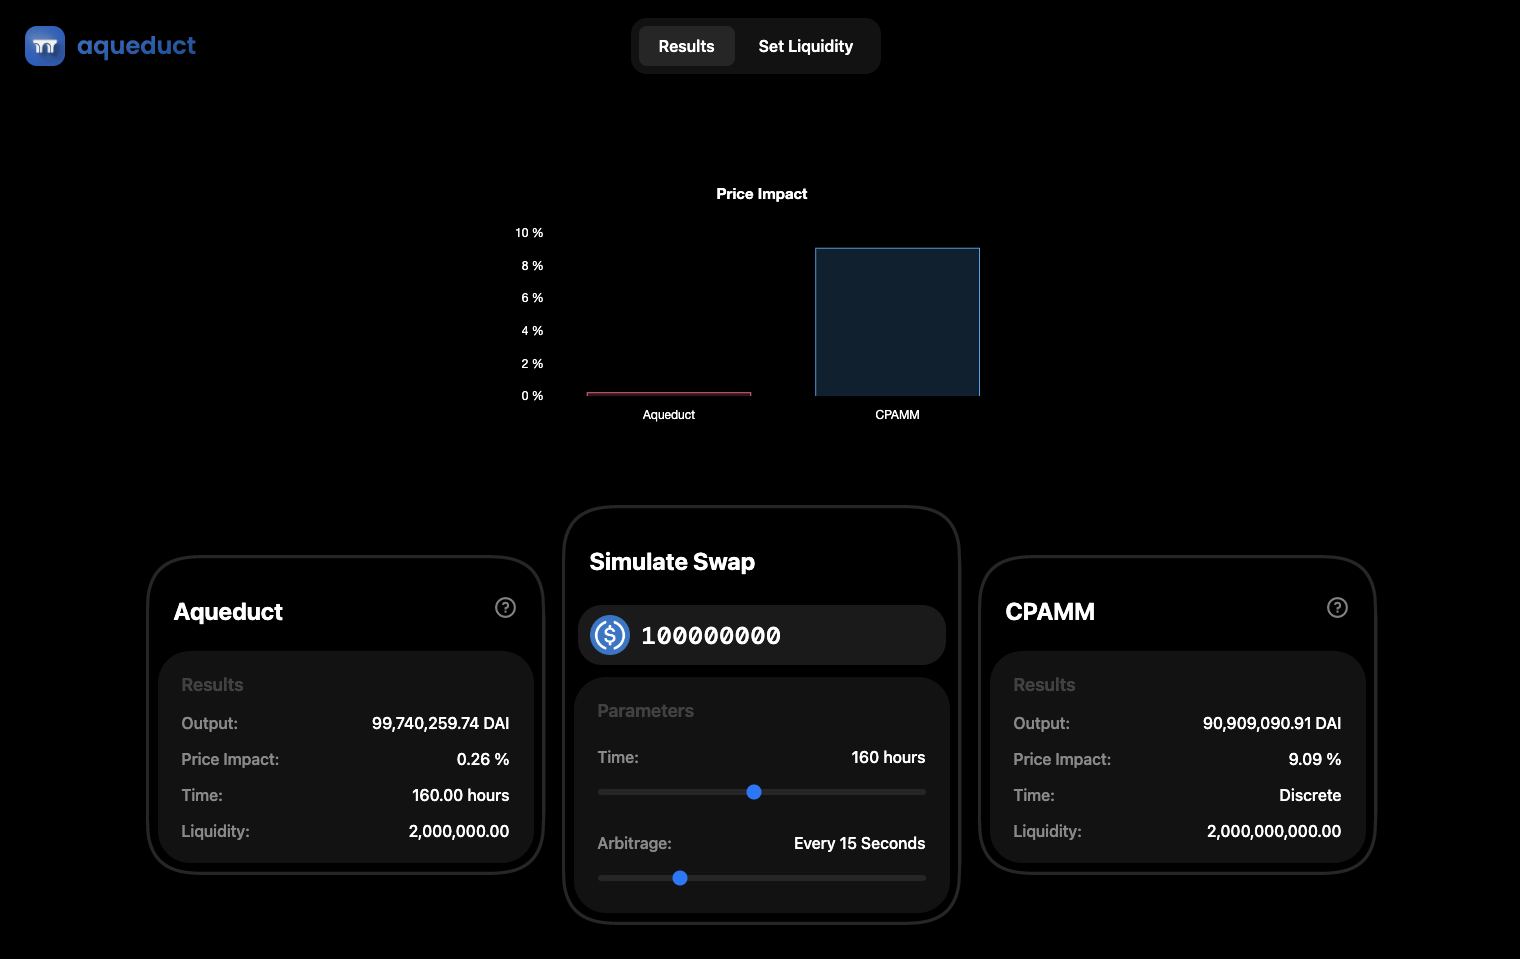 aqueduct
Results
Set Liquidity
Price Impact
10 %
8 %
6 %
4 %
2 %
0 %
Aqueduct
CPAMM
Aqueduct
?
Results
Output: 99,740,259.74 DAI
Price Impact: 0.26 %
Time: 160.00 hours
Liquidity: 2,000,000.00
Simulate Swap
$ 100000000
Parameters
Time: 160 hours
Arbitrage: Every 15 Seconds
CPAMM
?
Results
Output: 90,909,090.91 DAI
Price Impact: 9.09 %
Time: Discrete
Liquidity: 2,000,000,000.00